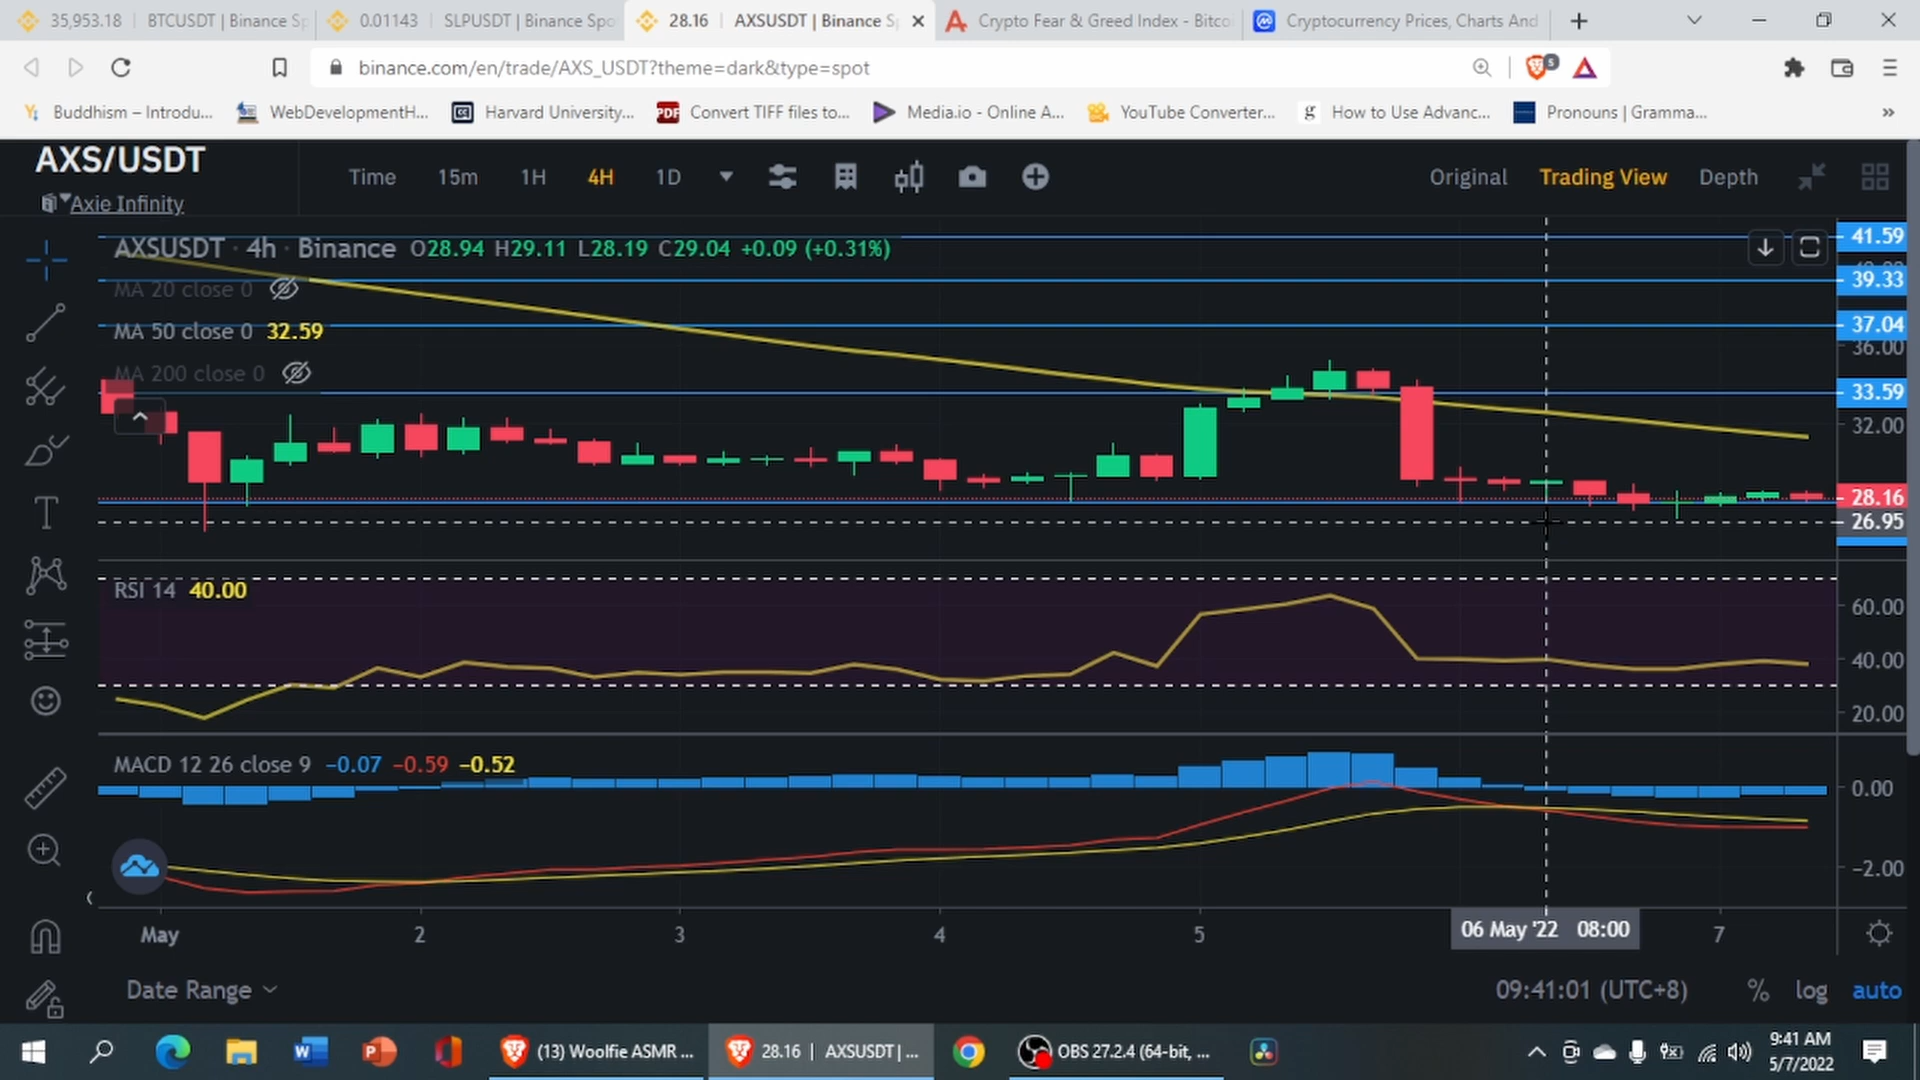 35,953.18 | BTCUSDT | Binance Sp
0.01143 | SLPUSDT | Binance Spo
28.16 | AXSUSDT | Binance S
Crypto Fear & Greed Index - Bitco
Cryptocurrency Prices, Charts And
binance.com/en/trade/AXS_USDT?theme=dark&type=spot
5
Buddhism – Introdu...
WebDevelopmentH...
Harvard University...
PDF
Convert TIFF files to...
Media.io - Online A...
YouTube Converter...
g
How to Use Advanc...
Pronouns | Gramma...
AXS/USDT
Axie Infinity
Time
15m
1H
4H
1D
Original
Trading View
Depth
AXSUSDT · 4h · Binance O28.94 H29.11 L28.19 C29.04 +0.09 (+0.31%)
MA 20 close 0
MA 50 close 0 32.59
MA 200 close 0
41.59
39.33
37.04
36.00
33.59
32.00
28.16
26.95
RSI 14 40.00
60.00
40.00
20.00
MACD 12 26 close 9 −0.07 −0.59 −0.52
0.00
−2.00
May
2
3
4
5
06 May '22 08:00
7
Date Range
09:41:01 (UTC+8)
%
log
auto
(13) Woolfie ASMR ...
28.16 | AXSUSDT | ...
OBS 27.2.4 (64-bit, ...
9:41 AM
5/7/2022